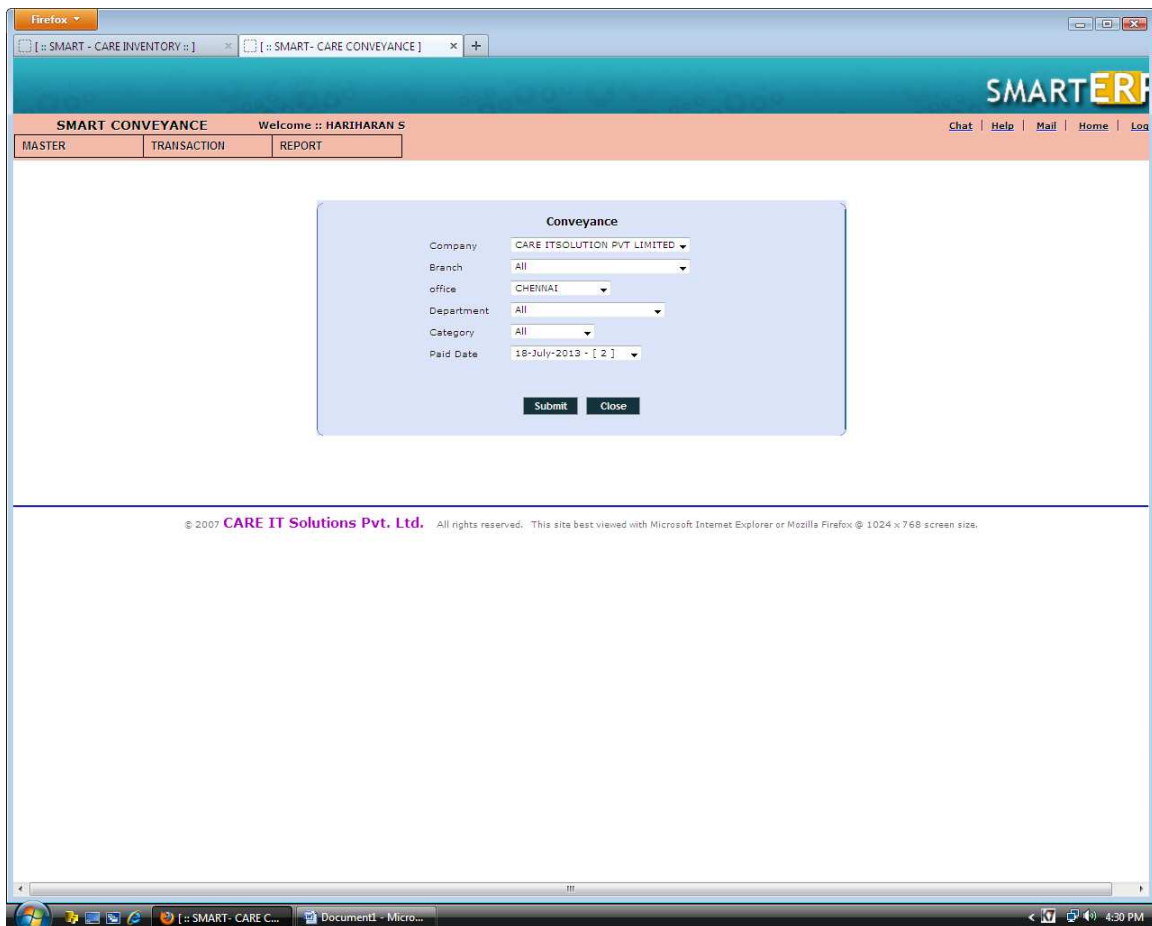 Firefox
[ :: SMART - CARE INVENTORY :: ] × [ :: SMART- CARE CONVEYANCE ] × +
SMART ER
SMART CONVEYANCE Welcome :: HARIHARAN S Chat | Help | Mail | Home | Log
MASTER TRANSACTION REPORT
Conveyance
Company CARE ITSOLUTION PVT LIMITED
Branch All
office CHENNAI
Department All
Category All
Paid Date 18-July-2013 - [ 2 ]
Submit Close
© 2007 CARE IT Solutions Pvt. Ltd. All rights reserved. This site best viewed with Microsoft Internet Explorer or Mozilla Firefox @ 1024 x 768 screen size.
[ :: SMART- CARE C... Document1 - Micro... 4:30 PM